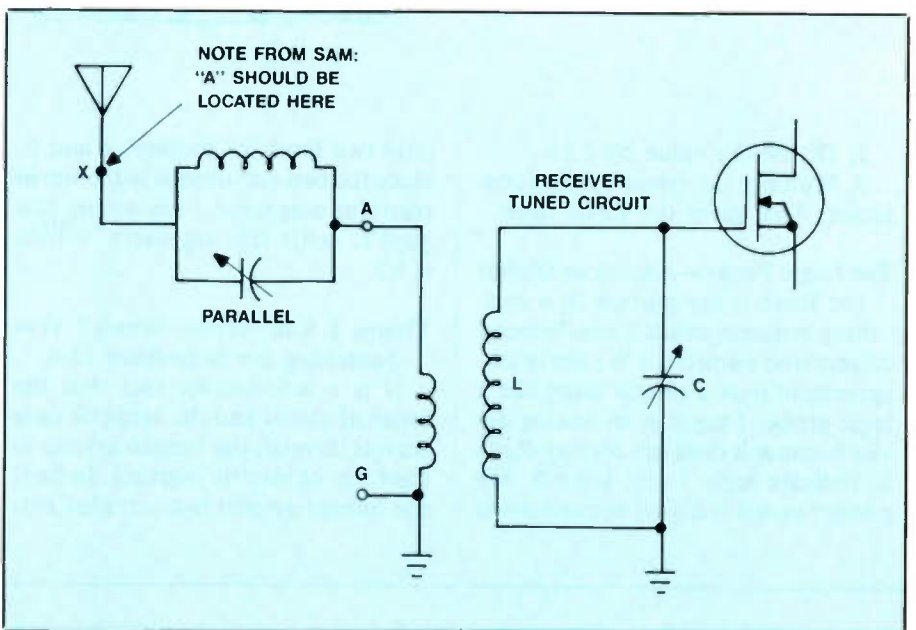 NOTE FROM SAM:
"A" SHOULD BE
LOCATED HERE
X
A
PARALLEL
G
RECEIVER
TUNED CIRCUIT
L
C